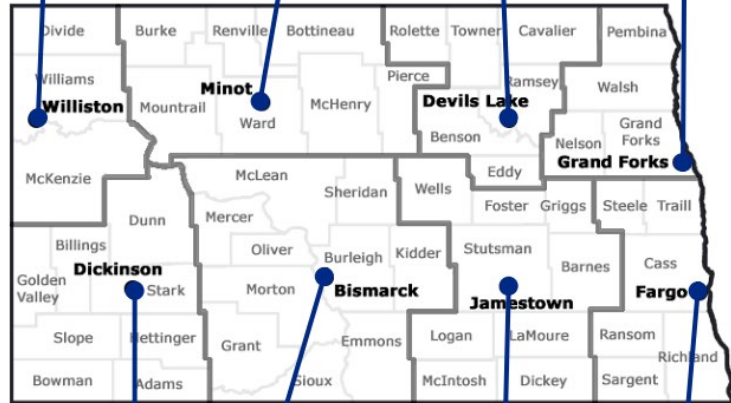 Divide
Burke
Renville
Bottineau
Rolette
Towner
Cavalier
Pembina
Williams
Williston
Mountrail
Minot
Ward
McHenry
Pierce
Devils Lake
Ramsey
Benson
Walsh
Nelson
Grand
Forks
Grand Forks
Eddy
McKenzie
McLean
Sheridan
Wells
Foster
Griggs
Steele
Traill
Dunn
Mercer
Billings
Oliver
Burleigh
Kidder
Stutsman
Barnes
Cass
Golden
Valley
Dickinson
Stark
Morton
Bismarck
Jamestown
Fargo
Slope
Hettinger
Grant
Emmons
Logan
LaMoure
Ransom
Richland
Bowman
Adams
Sioux
McIntosh
Dickey
Sargent